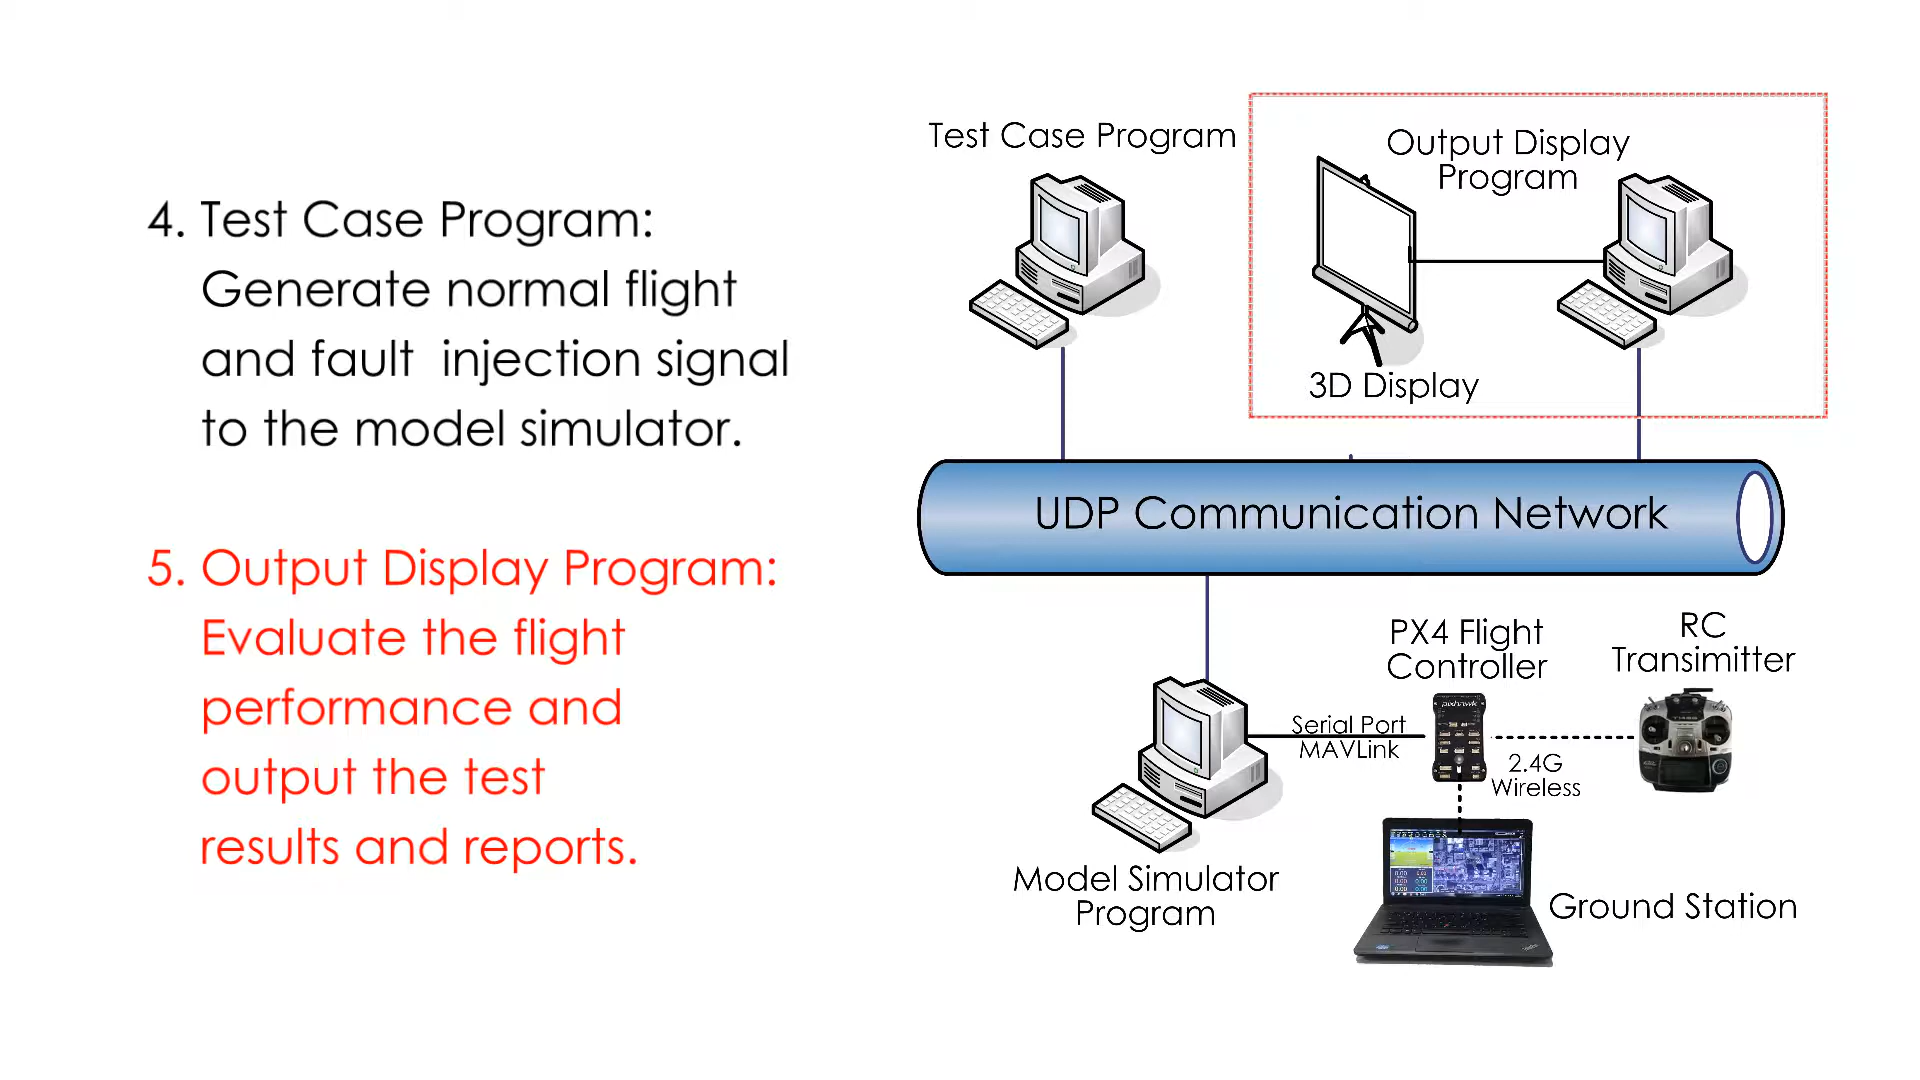 4. Test Case Program:
Generate normal flight
and fault injection signal
to the model simulator.
5. Output Display Program:
Evaluate the flight
performance and
output the test
results and reports.
Test Case Program
Output Display
Program
3D Display
UDP Communication Network
PX4 Flight
Controller
RC
Transimitter
pixhawk
Serial Port
MAVLink
2.4G
Wireless
Model Simulator
Program
Ground Station